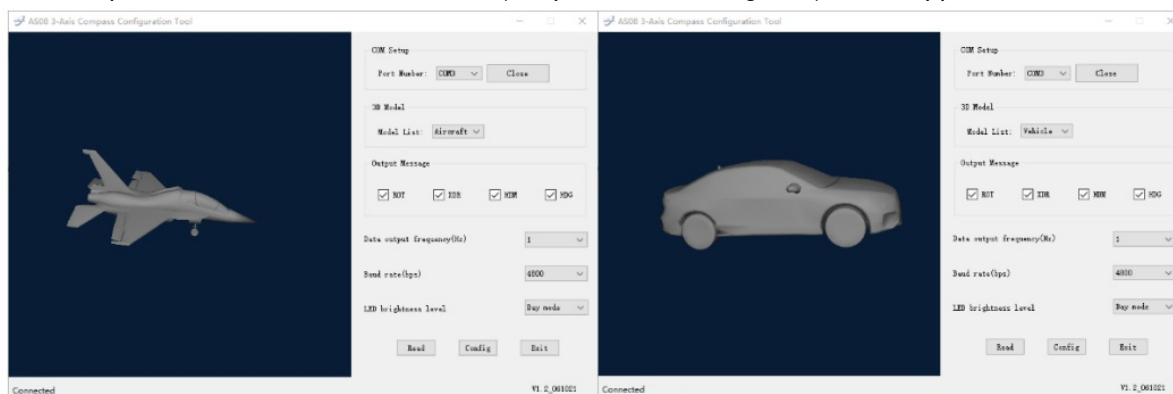 AS08 3-Axis Compass Configuration Tool
COM Setup
Port Number: COM3 Close
3D Model
Model List: Aircraft
Output Message
ROT XDR HDM HDG
Data output frequency(Hz) 1
Baud rate(bps) 4800
LED brightness level Day mode
Read Config Exit
Connected V1.2_061021
AS08 3-Axis Compass Configuration Tool
COM Setup
Port Number: COM3 Close
3D Model
Model List: Vehicle
Output Message
ROT XDR HDM HDG
Data output frequency(Hz) 1
Baud rate(bps) 4800
LED brightness level Day mode
Read Config Exit
Connected V1.2_061021